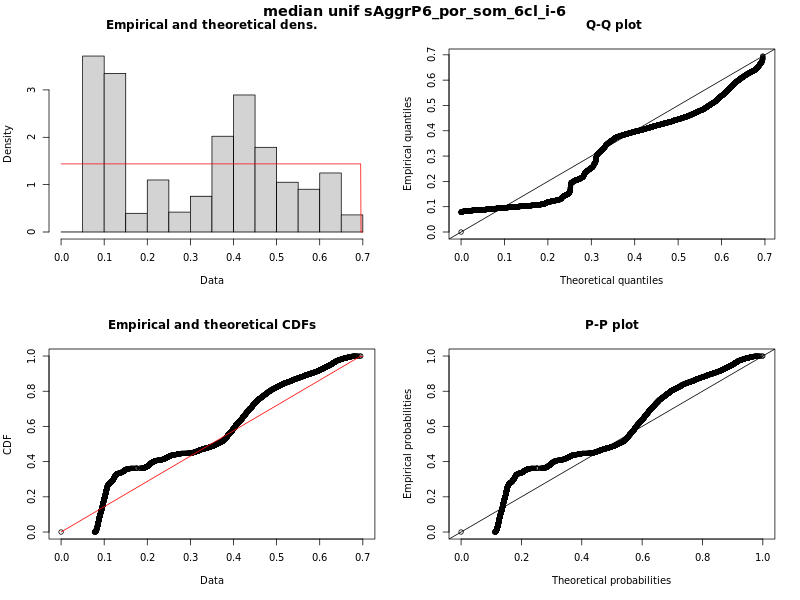 median unif sAggrP6_por_som_6cl_i-6
Empirical and theoretical dens.
Density
0 1 2 3
0.0 0.1 0.2 0.3 0.4 0.5 0.6 0.7
Data
Q-Q plot
Empirical quantiles
0.0 0.1 0.2 0.3 0.4 0.5 0.6 0.7
0.0 0.1 0.2 0.3 0.4 0.5 0.6 0.7
Theoretical quantiles
Empirical and theoretical CDFs
CDF
0.0 0.2 0.4 0.6 0.8 1.0
0.0 0.1 0.2 0.3 0.4 0.5 0.6 0.7
Data
P-P plot
Empirical probabilities
0.0 0.2 0.4 0.6 0.8 1.0
0.0 0.2 0.4 0.6 0.8 1.0
Theoretical probabilities